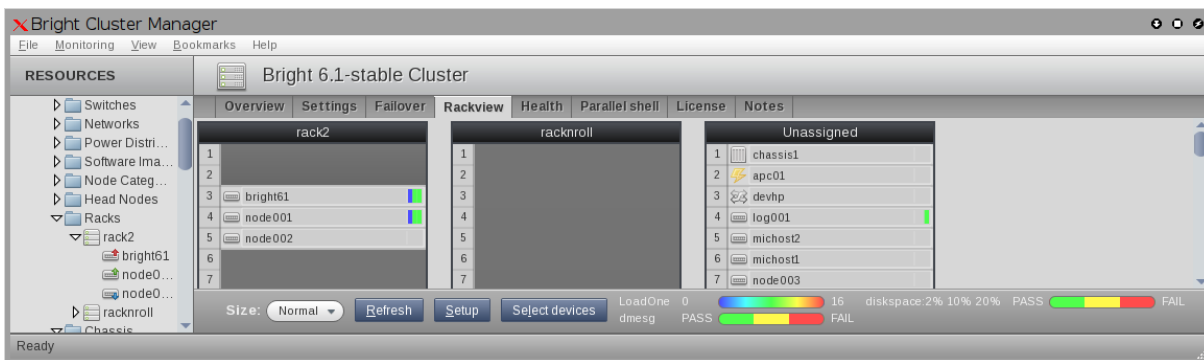 Bright Cluster Manager
File Monitoring View Bookmarks Help
RESOURCES
Bright 6.1-stable Cluster
Switches
Networks
Power Distri...
Software Ima...
Node Categ...
Head Nodes
Racks
rack2
bright61
node0...
node0...
racknroll
Chassis
Overview Settings Failover Rackview Health Parallel shell License Notes
rack2
1
2
3 bright61
4 node001
5 node002
6
7
racknroll
1
2
3
4
5
6
7
Unassigned
1 chassis1
2 apc01
3 devhp
4 log001
5 michost2
6 michost1
7 node003
Size: Normal Refresh Setup Select devices
LoadOne 0 16 diskspace:2% 10% 20% PASS FAIL
dmesg PASS FAIL
Ready